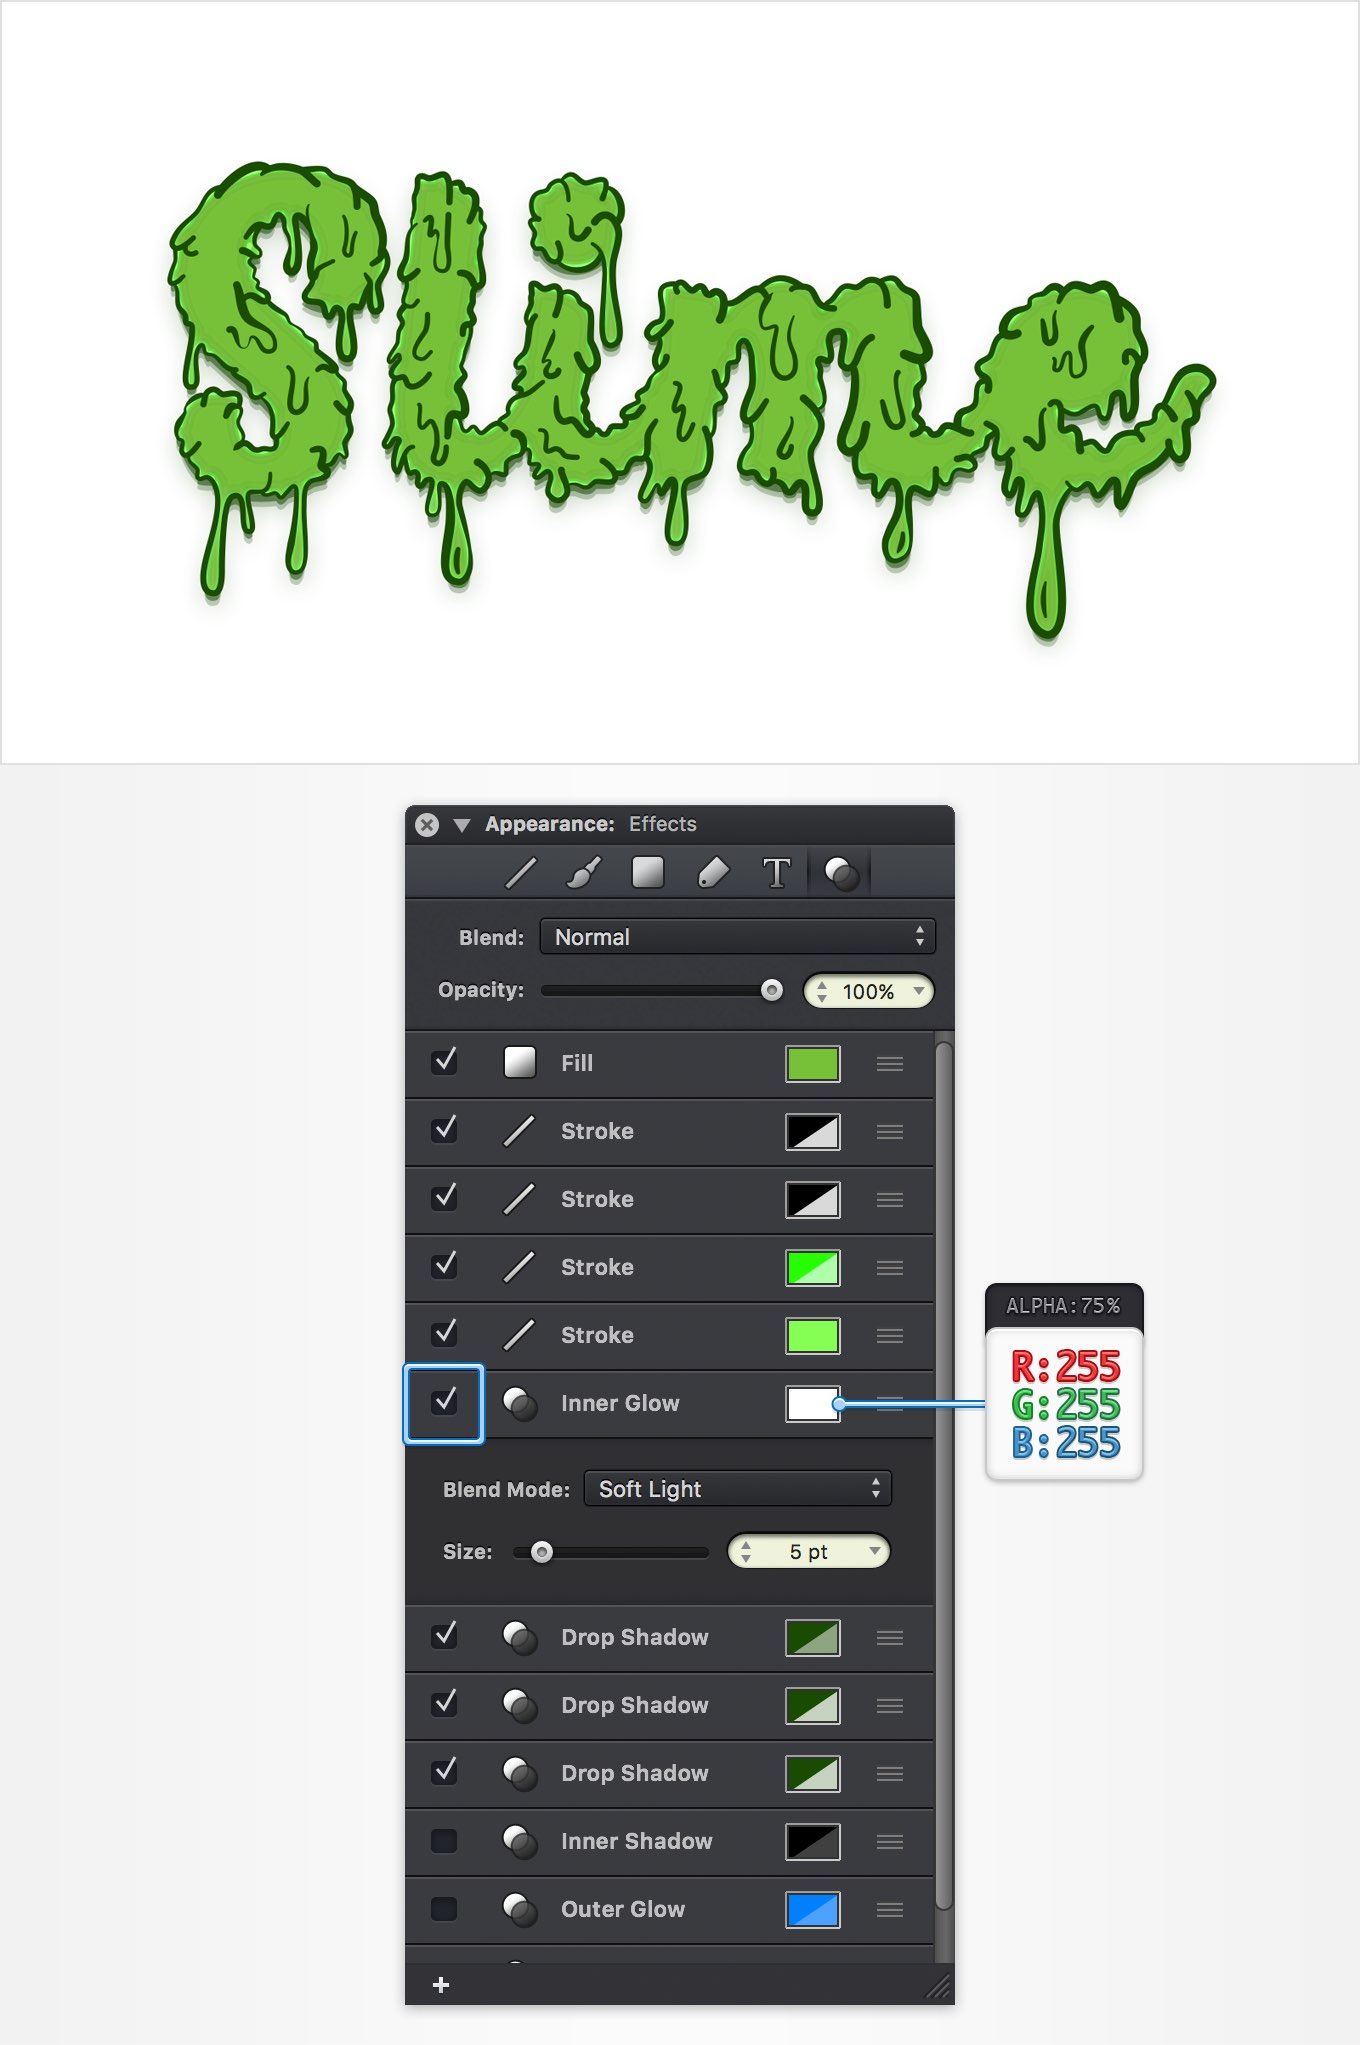 Slime
Appearance: Effects
T
Blend: Normal
Opacity: 100%
Fill
Stroke
Stroke
Stroke
Stroke
Inner Glow
ALPHA:75%
R:255
G:255
B:255
Blend Mode: Soft Light
Size: 5 pt
Drop Shadow
Drop Shadow
Drop Shadow
Inner Shadow
Outer Glow
+